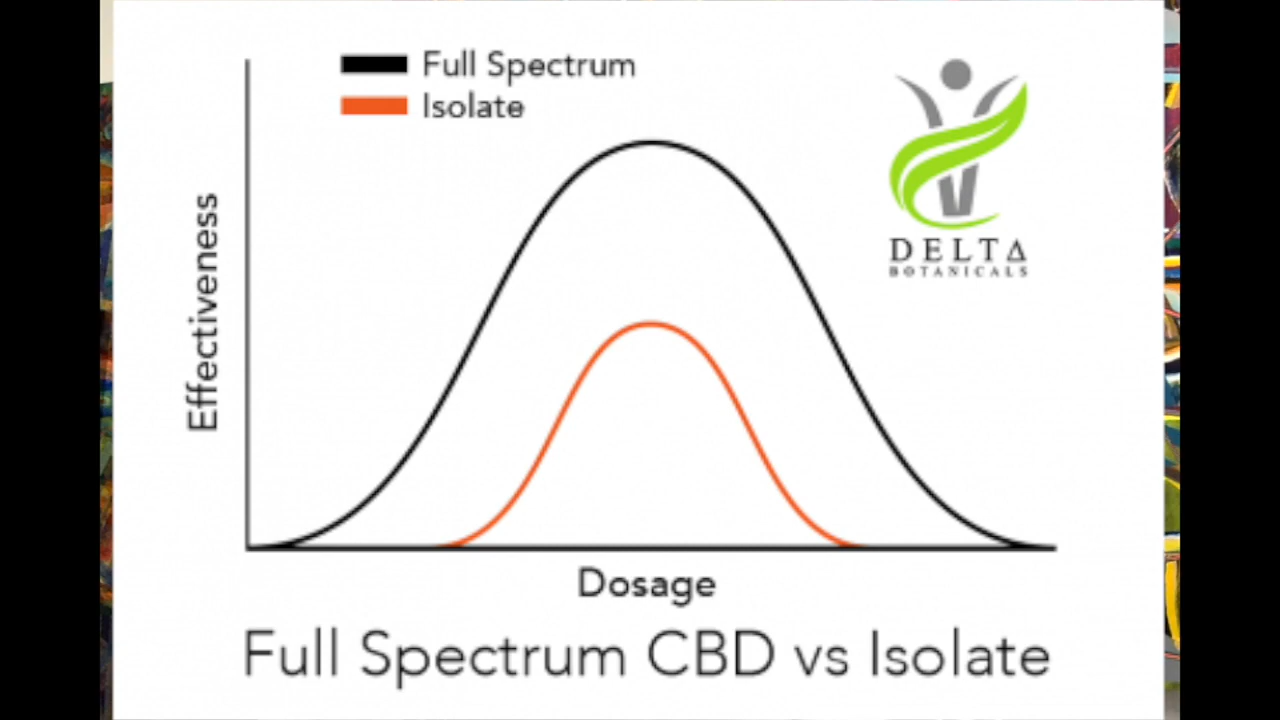 Full Spectrum
Isolate
DELTA
BOTANICALS
Effectiveness
Dosage
Full Spectrum CBD vs Isolate